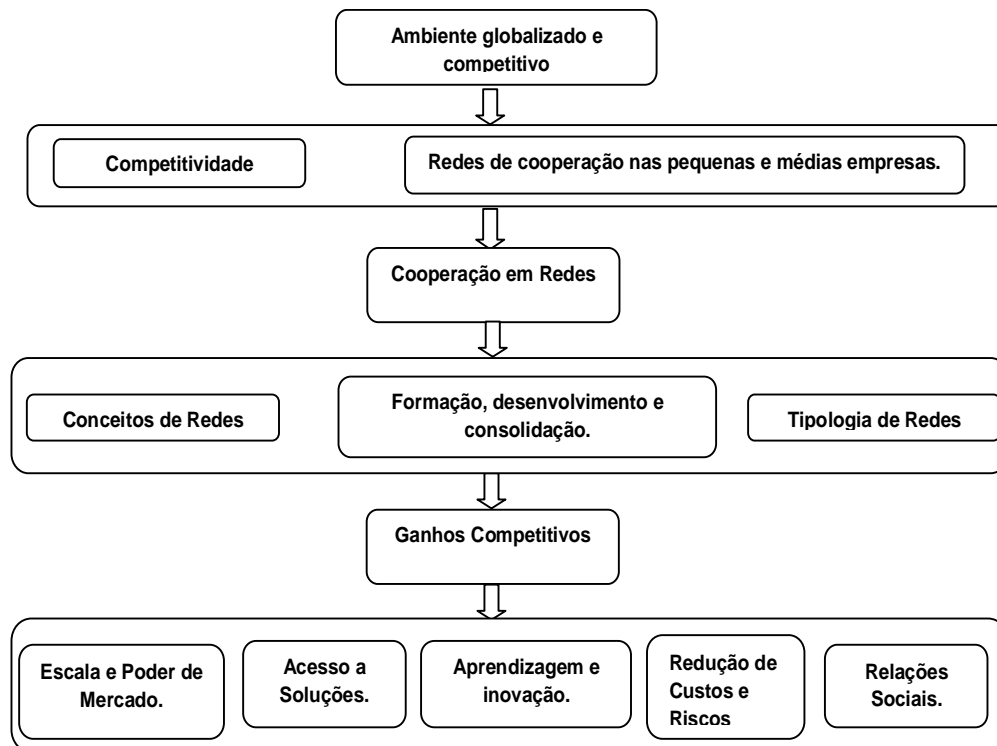 Ambiente globalizado e
competitivo
Competitividade
Redes de cooperação nas pequenas e médias empresas.
Cooperação em Redes
Conceitos de Redes
Formação, desenvolvimento e
consolidação.
Tipologia de Redes
Ganhos Competitivos
Escala e Poder de
Mercado.
Acesso a
Soluções.
Aprendizagem e
inovação.
Redução de
Custos e
Riscos
Relações
Sociais.